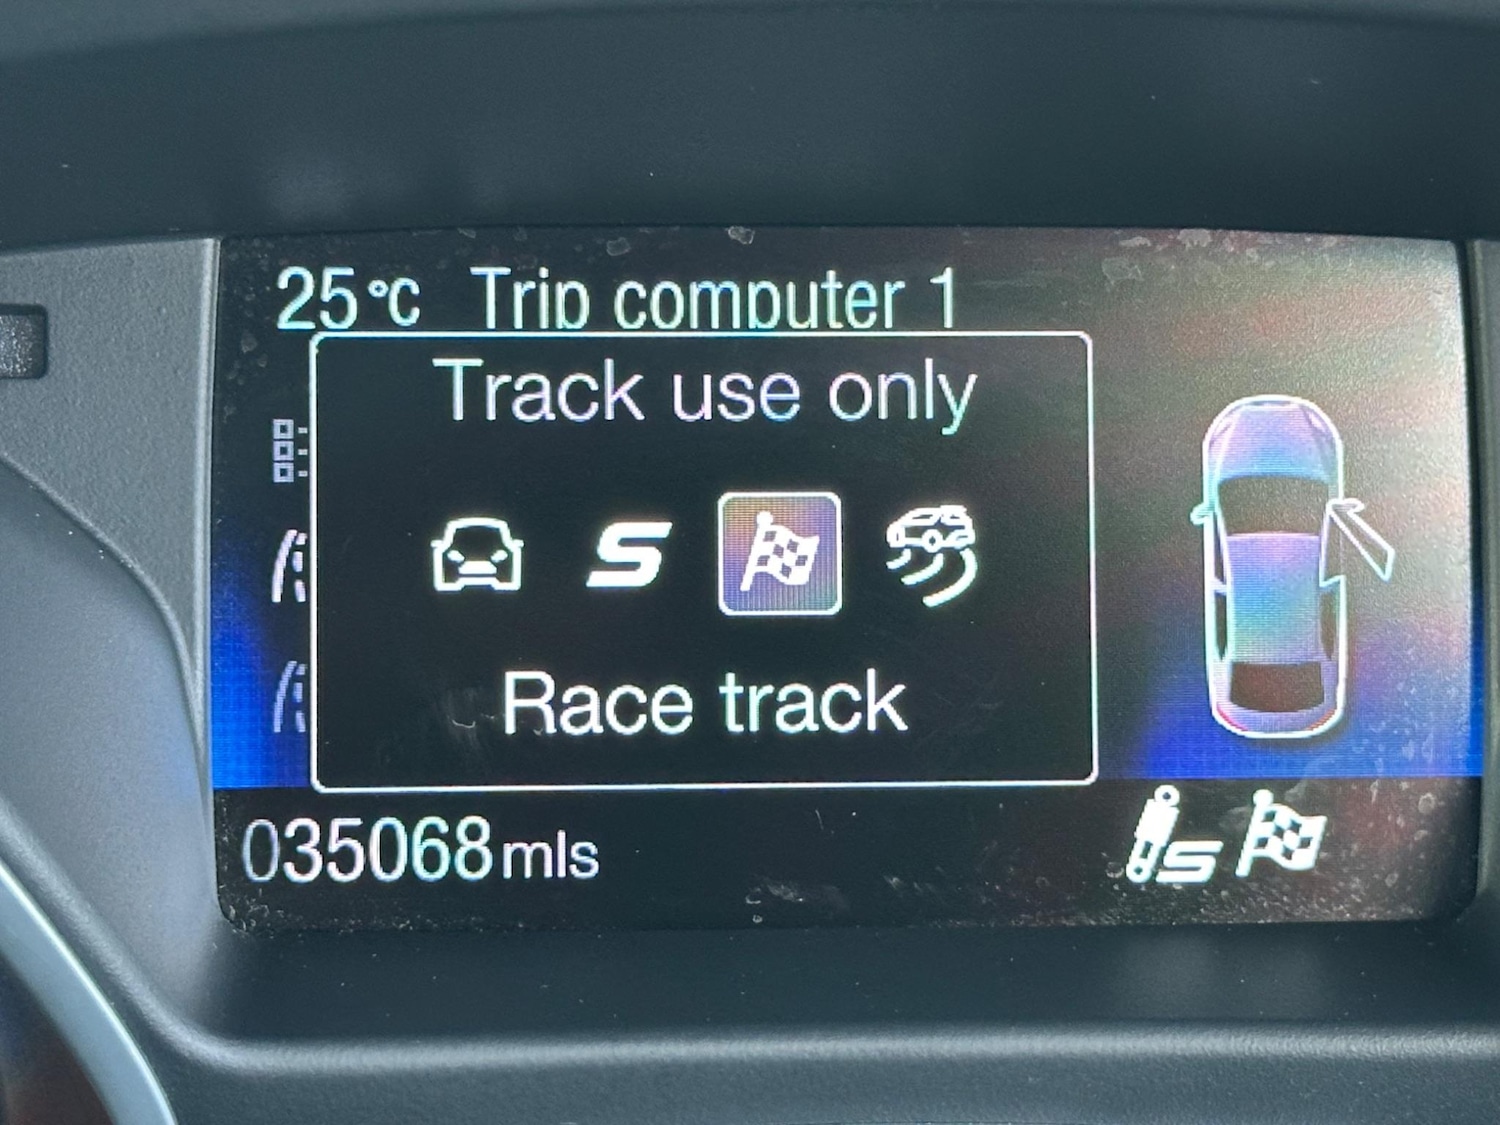 25°C Trip computer 1
Track use only
S
Race track
035068 mls
S